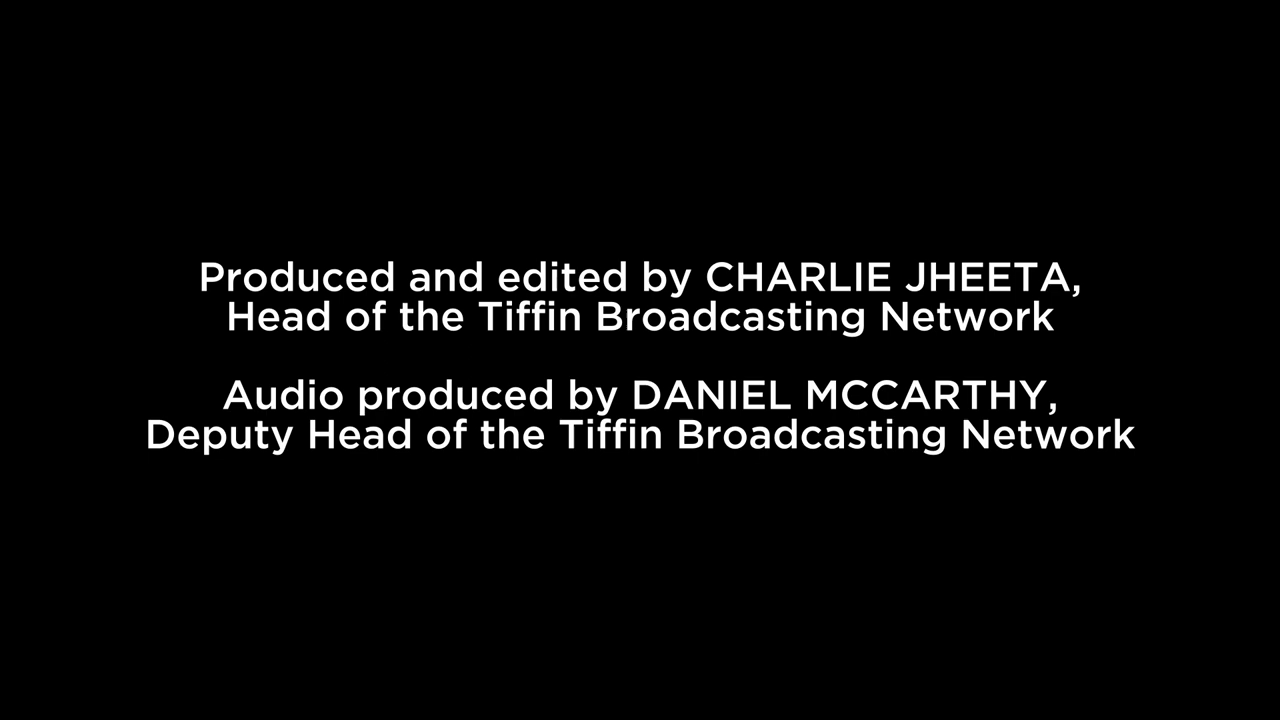 Produced and edited by CHARLIE JHEETA,
Head of the Tiffin Broadcasting Network
Audio produced by DANIEL MCCARTHY,
Deputy Head of the Tiffin Broadcasting Network